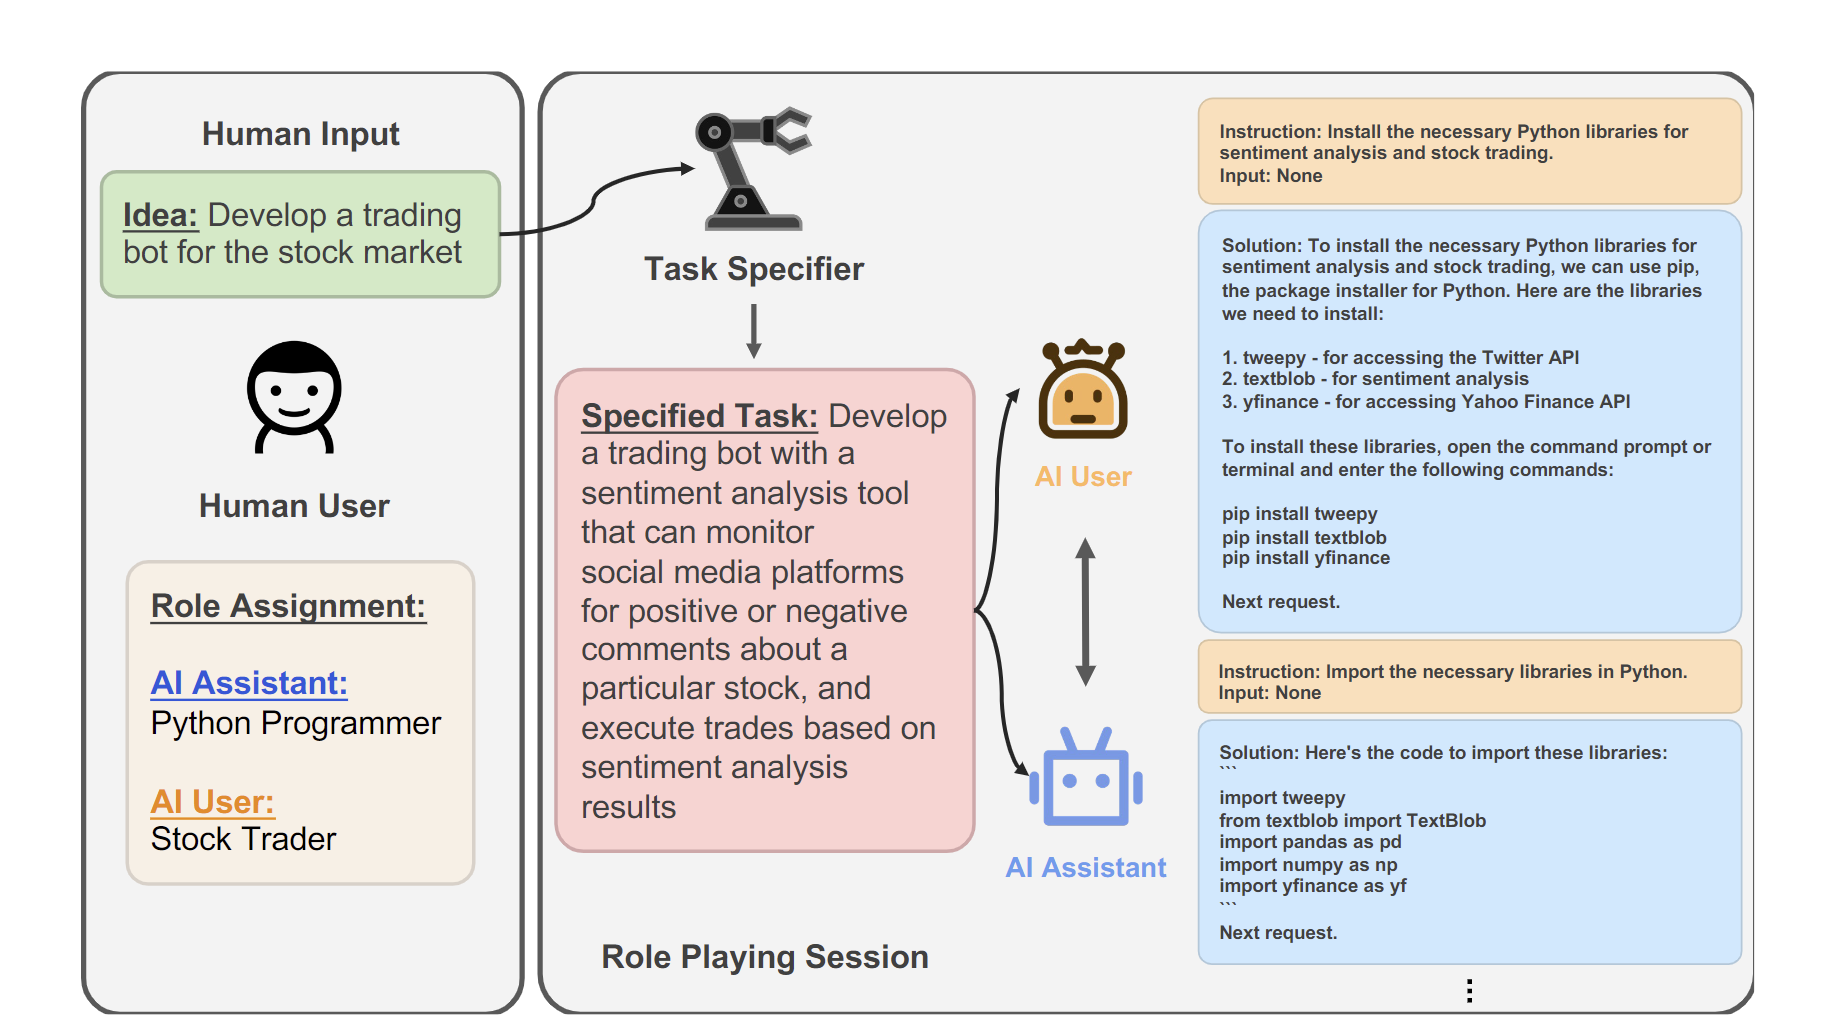 Human Input
Idea: Develop a trading
bot for the stock market
Human User
Role Assignment:
AI Assistant:
Python Programmer
AI User:
Stock Trader
Task Specifier
Specified Task: Develop
a trading bot with a
sentiment analysis tool
that can monitor
social media platforms
for positive or negative
comments about a
particular stock, and
execute trades based on
sentiment analysis
results
AI User
AI Assistant
Role Playing Session
Instruction: Install the necessary Python libraries for
sentiment analysis and stock trading.
Input: None
Solution: To install the necessary Python libraries for
sentiment analysis and stock trading, we can use pip,
the package installer for Python. Here are the libraries
we need to install:
1. tweepy - for accessing the Twitter API
2. textblob - for sentiment analysis
3. yfinance - for accessing Yahoo Finance API
To install these libraries, open the command prompt or
terminal and enter the following commands:
pip install tweepy
pip install textblob
pip install yfinance
Next request.
Instruction: Import the necessary libraries in Python.
Input: None
Solution: Here's the code to import these libraries:
```
import tweepy
from textblob import TextBlob
import pandas as pd
import numpy as np
import yfinance as yf
```
Next request.